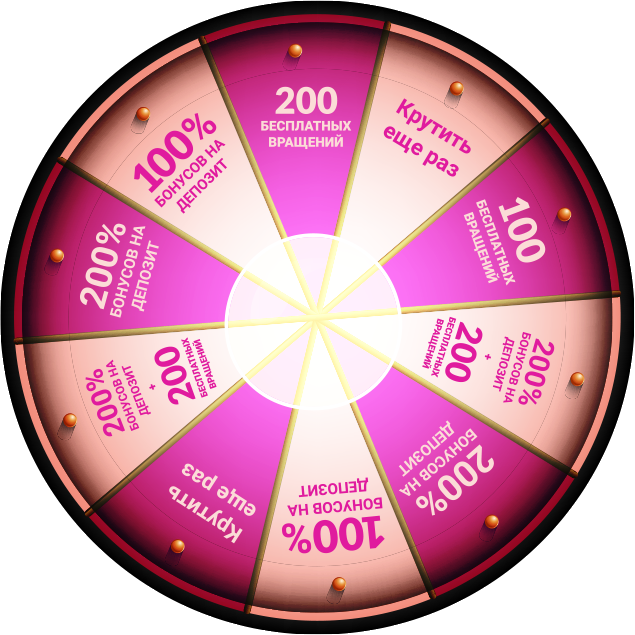 200
БЕСПЛАТНЫХ
ВРАЩЕНИЙ
Крутить
еще раз
100
БЕСПЛАТНЫХ
ВРАЩЕНИЙ
200%
БОНУСОВ НА
ДЕПОЗИТ
+
200
БЕСПЛАТНЫХ
ВРАЩЕНИЙ
200%
БОНУСОВ НА
ДЕПОЗИТ
100%
БОНУСОВ НА
ДЕПОЗИТ
Крутить
еще раз
200%
БОНУСОВ НА
ДЕПОЗИТ
+
200
БЕСПЛАТНЫХ
ВРАЩЕНИЙ
200%
БОНУСОВ НА
ДЕПОЗИТ
100%
БОНУСОВ НА
ДЕПОЗИТ